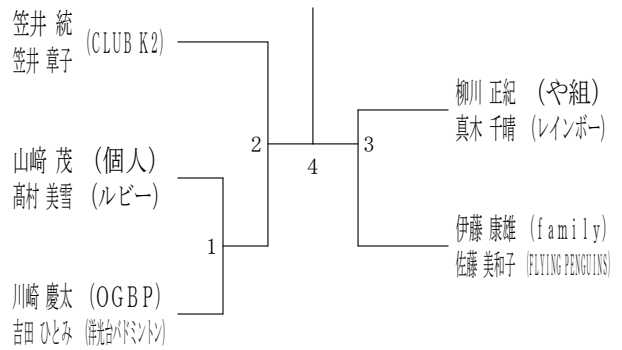 笠井 統
笠井 章子
(CLUB K2)
山﨑 茂 (個人)
髙村 美雪 (ルビー)
川崎 慶太 (OGBP)
吉田 ひとみ (洋光台バドミントン)
1
2
4
3
柳川 正紀 (や組)
真木 千晴 (レインボー)
伊藤 康雄 (family)
佐藤 美和子 (FLYING PENGUINS)